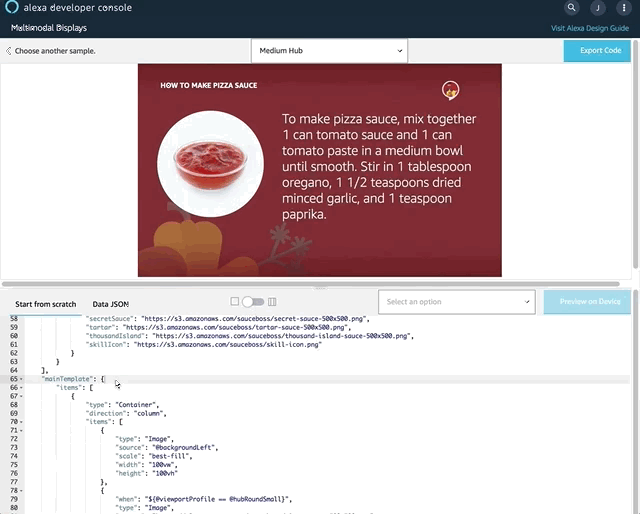 alexa developer console
J
Multimodal Displays
Visit Alexa Design Guide
Choose another sample.
Medium Hub
Export Code
HOW TO MAKE PIZZA SAUCE
To make pizza sauce, mix together
1 can tomato sauce and 1 can
tomato paste in a medium bowl
until smooth. Stir in 1 tablespoon
oregano, 1 1/2 teaspoons dried
minced garlic, and 1 teaspoon
paprika.
Start from scratch
Data JSON
Select an option
Preview on Device
58 "secretSauce": "https://s3.amazonaws.com/sauceboss/secret-sauce-500x500.png",
59 "tartar": "https://s3.amazonaws.com/sauceboss/tartar-sauce-500x500.png",
60 "thousandIsland": "https://s3.amazonaws.com/sauceboss/thousand-island-sauce-500x500.png",
61 "skillIcon": "https://s3.amazonaws.com/sauceboss/skill-icon.png"
62 }
63 }
64 ],
65 "mainTemplate": {
66 "items": [
67 {
68 "type": "Container",
69 "direction": "column",
70 "items": [
71 {
72 "type": "Image",
73 "source": "@backgroundLeft",
74 "scale": "best-fill",
75 "width": "100vw",
76 "height": "100vh"
77 },
78 {
79 "when": "${@viewportProfile == @hubRoundSmall}",
80 "type": "Image",